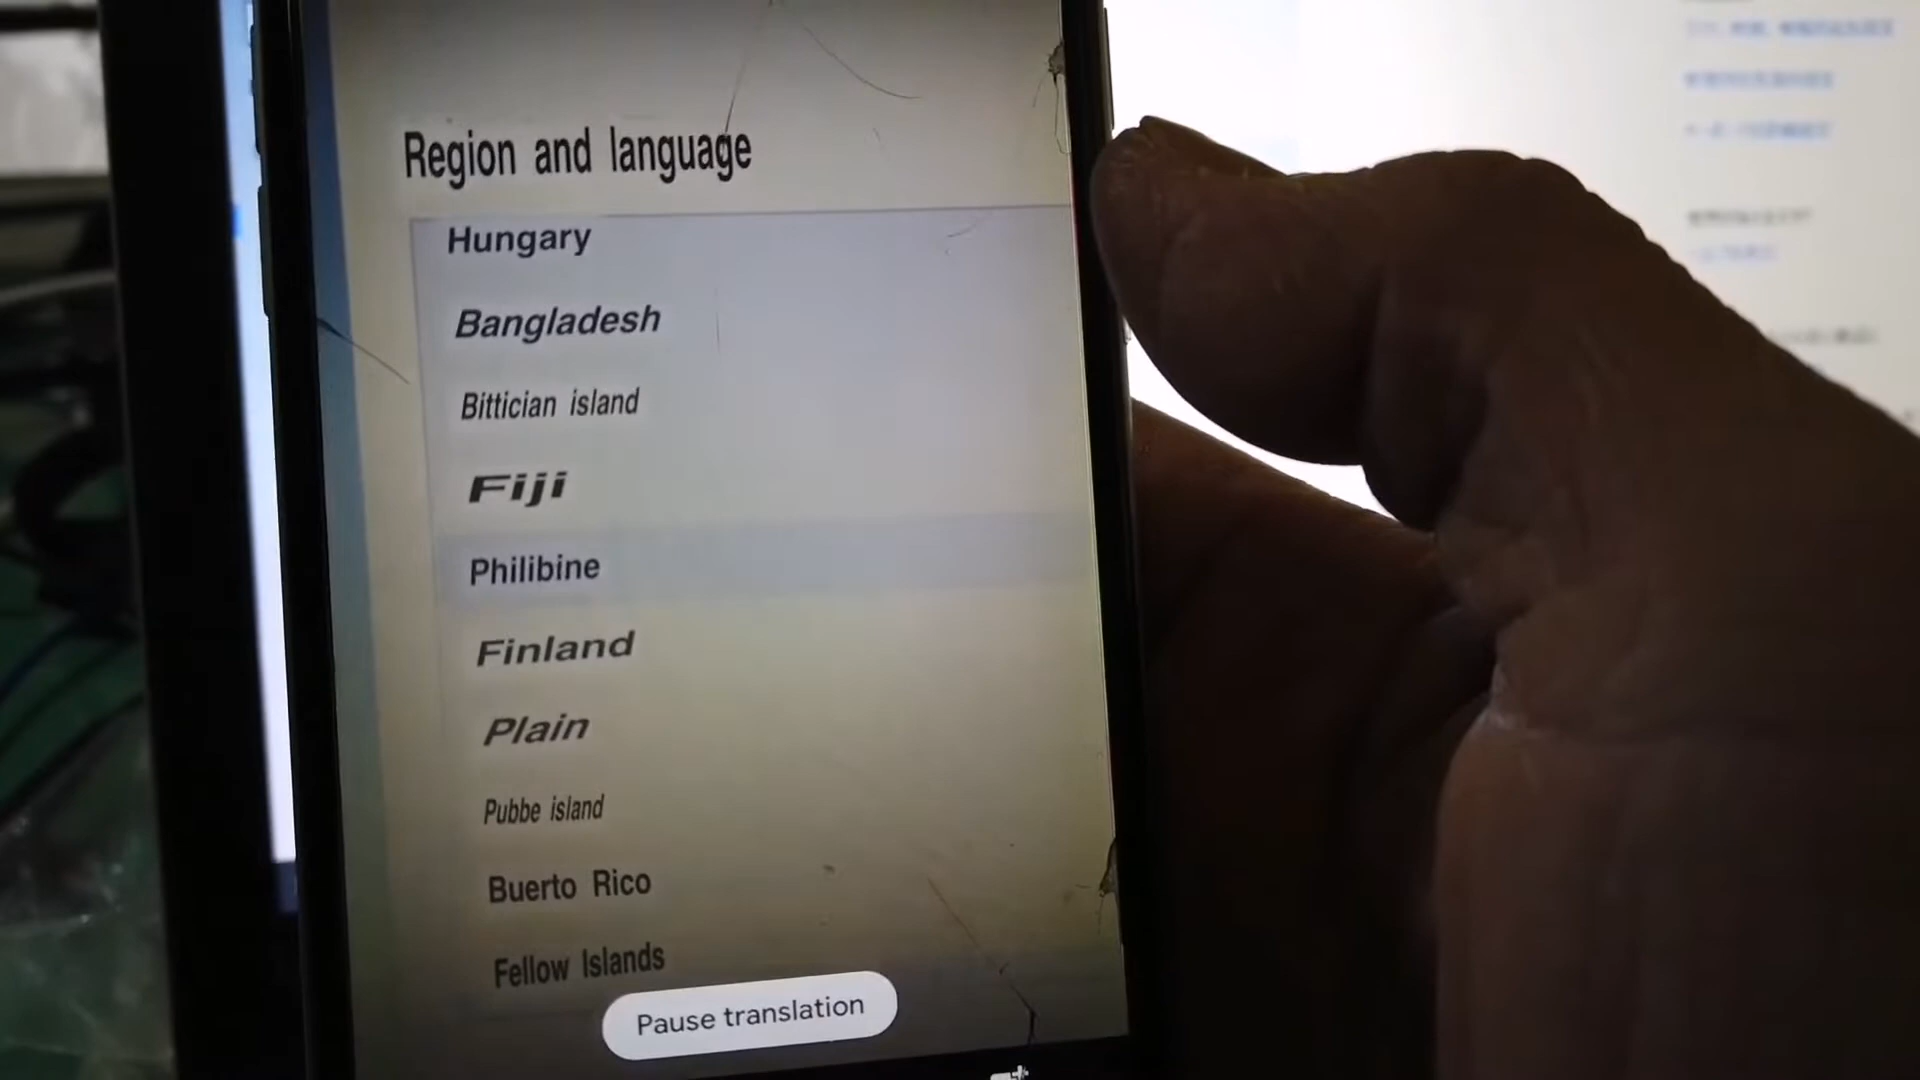 Region and language
Hungary
Bangladesh
Bittician island
Fiji
Philibine
Finland
Plain
Pubbe island
Buerto Rico
Fellow Islands
Pause translation